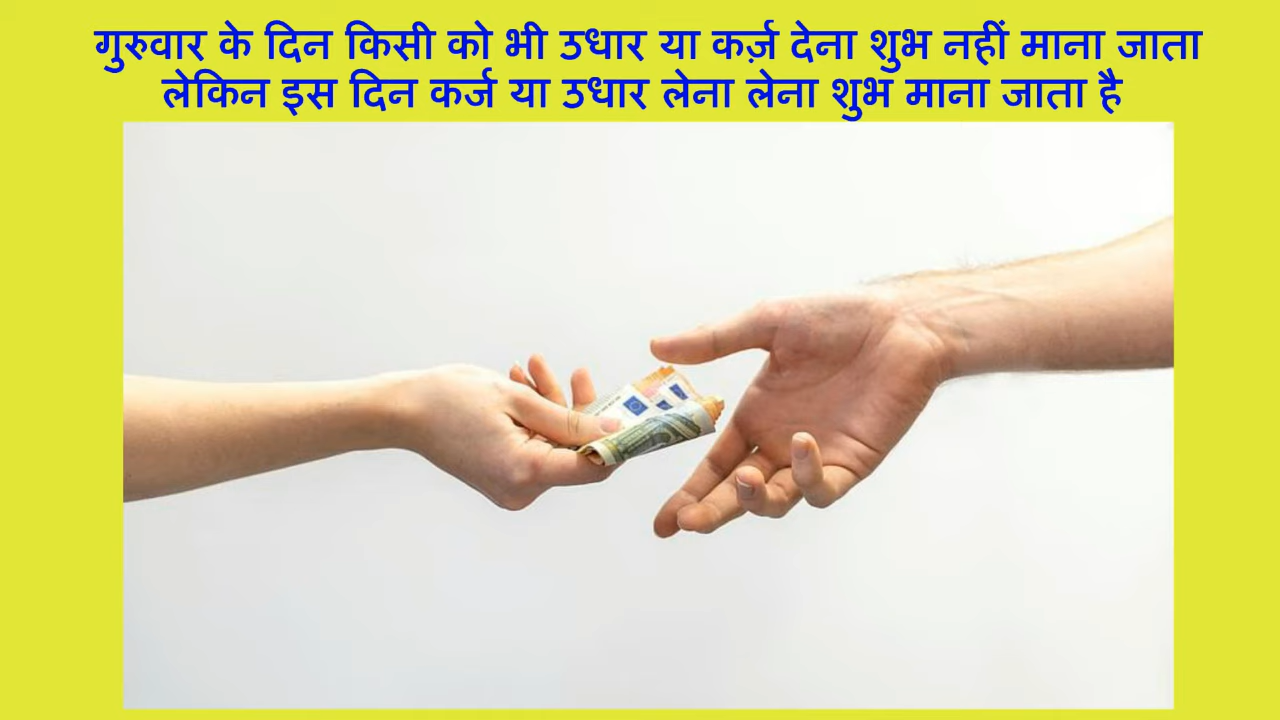 गुरुवार के दिन किसी को भी उधार या कर्ज़ देना शुभ नहीं माना जाता
लेकिन इस दिन कर्ज या उधार लेना लेना शुभ माना जाता है